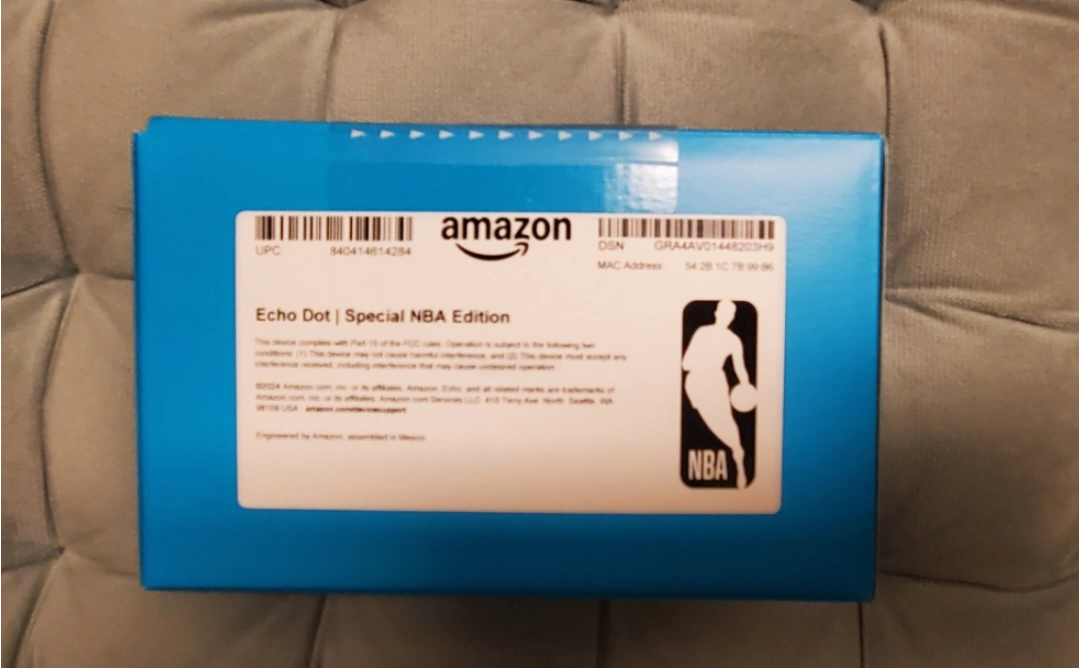 amazon
UPC 840414614284
DSN GRA4AV01448203H9
MAC Address 54 2B 1C 7B 99 B6
Echo Dot | Special NBA Edition
This device complies with Part 15 of the FCC rules. Operation is subject to the following two
conditions: (1) This device may not cause harmful interference, and (2) This device must accept any
interference received, including interference that may cause undesired operation.
©2024 Amazon.com, Inc. or its affiliates. Amazon, Echo, and all related marks are trademarks of
Amazon.com, Inc. or its affiliates. Amazon.com Services LLC. 410 Terry Ave. North, Seattle, WA
98109 USA amazon.com/devicesupport
Engineered by Amazon, assembled in Mexico.
NBA